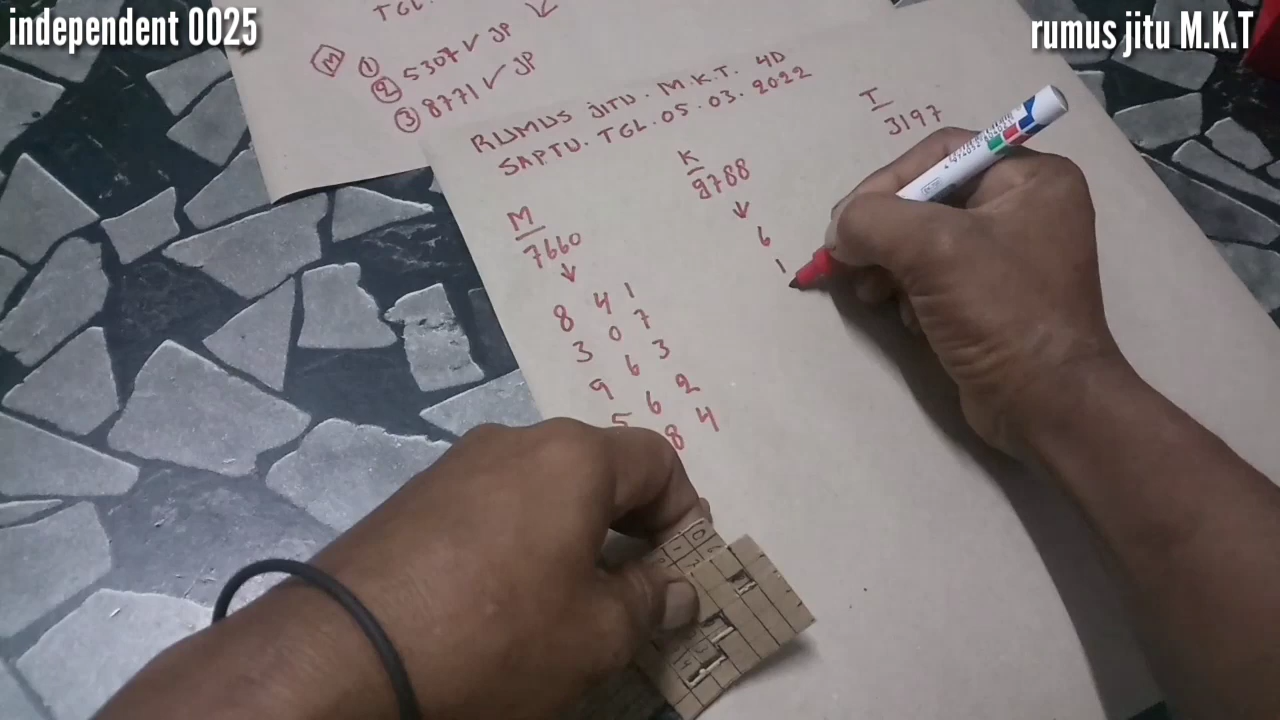 independent 0025
rumus jitu M.K.T
TGL.
M
1
2 5307 ✓ JP
3 8771 ✓ JP
RUMUS JITU. M.K.T. 4D
SAPTU. TGL. 05. 03. 2022
M
7660
8 4 1
3 0 7
9 6 3
5 6 2
8 4
K
9788
6
1
I
3197